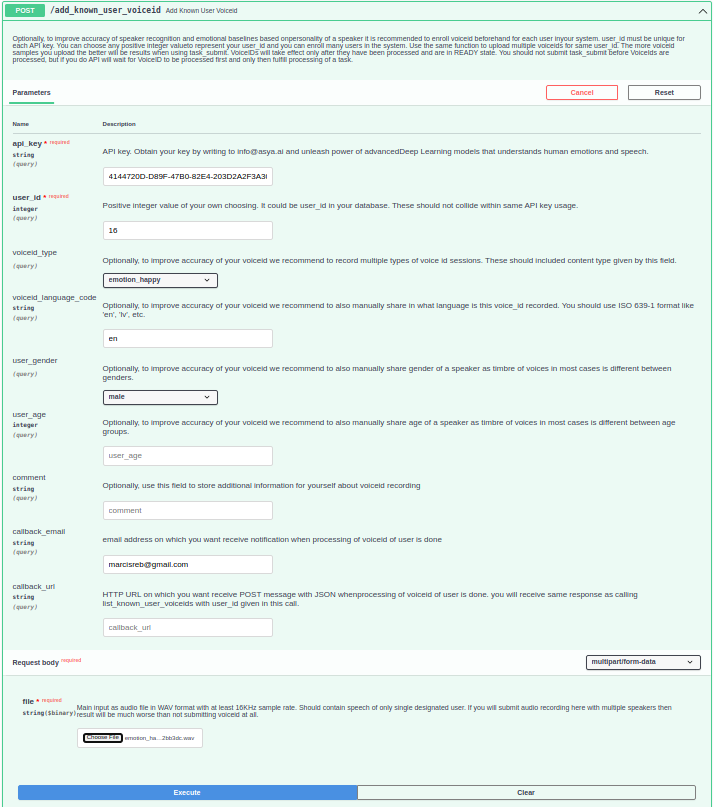 POST /add_known_user_voiceid Add Known User Voiceid
Optionally, to improve accuracy of speaker recognition and emotional baselines based onpersonality of a speaker it is recommended to enroll voiceid beforehand for each user inyour system. user_id must be unique for
each API key. You can choose any positive integer valueto represent your user_id and you can enroll many users in the system. Use the same function to upload multiple voiceids for same user_id. The more voiceid
samples you upload the better will be results when using task_submit. VoiceIDs will take effect only after they have been processed and are in READY state. You should not submit task_submit before VoiceIds are
processed, but if you do API will wait for VoiceID to be processed first and only then fulfill processing of a task.
Parameters
Cancel
Reset
Name
Description
api_key * required
string
(query)
API key. Obtain your key by writing to info@asya.ai and unleash power of advancedDeep Learning models that understands human emotions and speech.
4144720D-D89F-47B0-82E4-203D2A2F3A3
user_id * required
integer
(query)
Positive integer value of your own choosing. It could be user_id in your database. These should not collide within same API key usage.
16
voiceid_type
(query)
Optionally, to improve accuracy of your voiceid we recommend to record multiple types of voice id sessions. These should included content type given by this field.
emotion_happy
voiceid_language_code
string
(query)
Optionally, to improve accuracy of your voiceid we recommend to also manually share in what language is this voice_id recorded. You should use ISO 639-1 format like
'en', 'lv', etc.
en
user_gender
(query)
Optionally, to improve accuracy of your voiceid we recommend to also manually share gender of a speaker as timbre of voices in most cases is different between
genders.
male
user_age
integer
(query)
Optionally, to improve accuracy of your voiceid we recommend to also manually share age of a speaker as timbre of voices in most cases is different between age
groups.
user_age
comment
string
(query)
Optionally, use this field to store additional information for yourself about voiceid recording
comment
callback_email
string
(query)
email address on which you want receive notification when processing of voiceid of user is done
marcisreb@gmail.com
callback_url
string
(query)
HTTP URL on which you want receive POST message with JSON whenprocessing of voiceid of user is done. you will receive same response as calling
list_known_user_voiceids with user_id given in this call.
callback_url
Request body required
multipart/form-data
file * required
string($binary)
Main input as audio file in WAV format with at least 16KHz sample rate. Should contain speech of only single designated user. If you will submit audio recording here with multiple speakers then
result will be much worse than not submitting voiceid at all.
Choose File emotion_ha...2bb3dc.wav
Execute
Clear